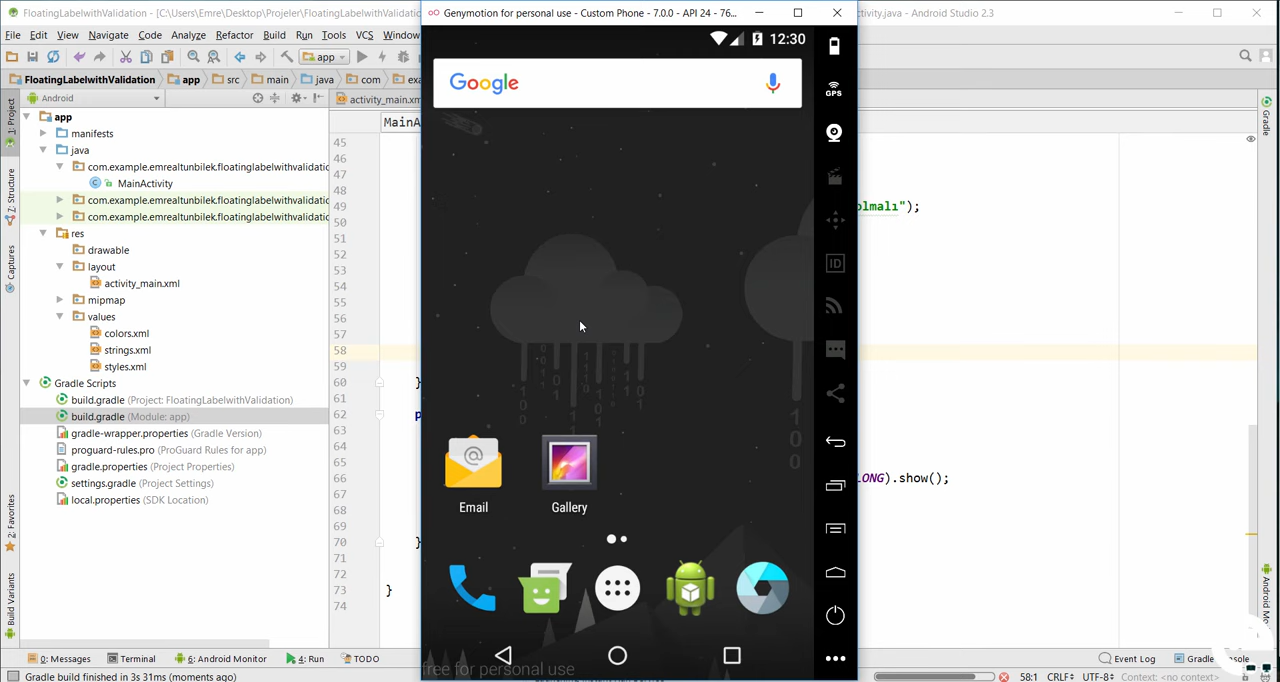 FloatingLabelwithValidation - [C:\Users\Emre\Desktop\Projeler\FloatingLabelwithValidation
Genymotion for personal use - Custom Phone - 7.0.0 - API 24 - 76...
ctivity.java - Android Studio 2.3
File Edit View Navigate Code Analyze Refactor Build Run Tools VCS Window
app
FloatingLabelwithValidation app src main java com exa
1: Project
Android
activity_main.xm
MainA
12:30
Google
GPS
ID
app
manifests
java
com.example.emrealtunbilek.floatinglabelwithvalidatio
MainActivity
com.example.emrealtunbilek.floatinglabelwithvalidatio
com.example.emrealtunbilek.floatinglabelwithvalidatio
res
drawable
layout
activity_main.xml
mipmap
values
colors.xml
strings.xml
styles.xml
Gradle Scripts
build.gradle (Project: FloatingLabelwithValidation)
build.gradle (Module: app)
gradle-wrapper.properties (Gradle Version)
proguard-rules.pro (ProGuard Rules for app)
gradle.properties (Project Properties)
settings.gradle (Project Settings)
local.properties (SDK Location)
7: Structure
Captures
2: Favorites
Build Variants
45
46
47
48
49
50
51
52
53
54
55
56
57
58
59
60 }
61
62 p
63
64
65
66
67
68
69
70 }
71
72
73 }
74
olmalı");
LONG).show();
Email
Gallery
free for personal use
Gradle
Android Mo
0: Messages Terminal 6: Android Monitor 4: Run TODO
Event Log Gradle Console
Gradle build finished in 3s 31ms (moments ago)
58:1 CRLF UTF-8 Context: <no context>